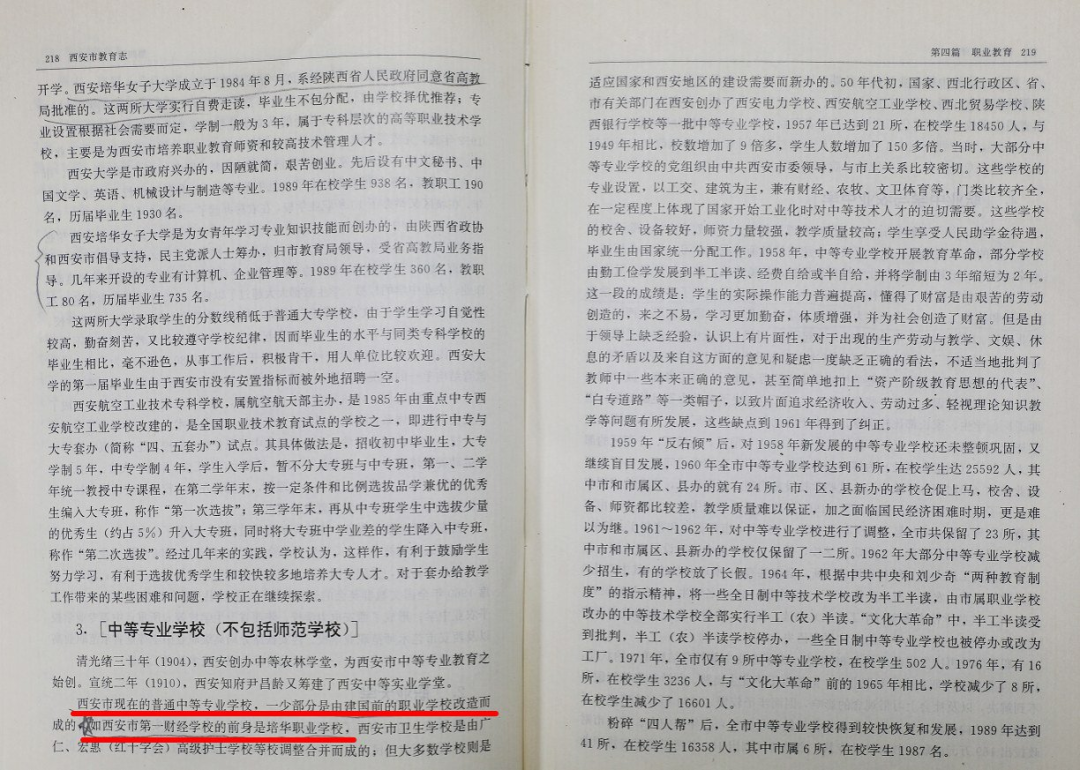 218 西安市教育志
开学。西安培华女子大学成立于1984年8月，系经陕西省人民政府同意省高教
局批准的。这两所大学实行自费走读，毕业生不包分配，由学校择优推荐；专
业设置根据社会需要而定，学制一般为3年，属于专科层次的高等职业技术学
校，主要是为西安市培养职业教育师资和较高技术管理人才。
西安大学是市政府兴办的，因陋就简，艰苦创业。先后设有中文秘书、中
国文学、英语、机械设计与制造等专业。1989年在校学生938名，教职工190
名，历届毕业生1930名。
西安培华女子大学是为女青年学习专业知识技能而创办的，由陕西省政协
和西安市倡导支持，民主党派人士筹办，归市教育局领导，受省高教局业务指
导。几年来开设的专业有计算机、企业管理等。1989年在校学生360名，教职
工80名，历届毕业生735名。
这两所大学录取学生的分数线稍低于普通大专学校，由于学生学习自觉性
较高，勤奋刻苦，又比较遵守学校纪律，因而毕业生的水平与同类专科学校的
毕业生相比，毫不逊色，从事工作后，积极肯干，用人单位比较欢迎。西安大
学的第一届毕业生由于西安市没有安置指标而被外地招聘一空。
西安航空工业技术专科学校，属航空航天部主办，是1985年由重点中专西
安航空工业学校改建的，是全国职业技术教育试点的学校之一，即进行中专与
大专套办（简称“四、五套办”）试点。其具体做法是，招收初中毕业生，大专
学制5年，中专学制4年，学生入学后，暂不分大专班与中专班，第一、二学
年统一教授中专课程，在第二学年末，按一定条件和比例选拔品学兼优的优秀
生编入大专班，称作“第一次选拔”；第三学年末，再从中专班学生中选拔少量
的优秀生（约占5%）升入大专班，同时将大专班中学业差的学生降入中专班，
称作“第二次选拔”。经过几年来的实践，学校认为，这样作，有利于鼓励学生
努力学习，有利于选拔优秀学生和较快较多地培养大专人才。对于套办给教学
工作带来的某些困难和问题，学校正在继续探索。
3.［中等专业学校（不包括师范学校）］
清光绪三十年（1904），西安创办中等农林学堂，为西安市中等专业教育之
始创。宣统二年（1910），西安知府尹昌龄又筹建了西安中等实业学堂。
西安市现在的普通中等专业学校，一少部分是由建国前的职业学校改造而
成的，如西安市第一财经学校的前身是培华职业学校，西安市卫生学校是由广
仁、宏惠（红十字会）高级护士学校等校调整合并而成的；但大多数学校则是
第四篇 职业教育 219
适应国家和西安地区的建设需要而新办的。50年代初，国家、西北行政区、省、
市有关部门在西安创办了西安电力学校、西安航空工业学校、西北贸易学校、陕
西银行学校等一批中等专业学校，1957年已达到21所，在校学生18450人，与
1949年相比，校数增加了9倍多，学生人数增加了150多倍。当时，大部分中
等专业学校的党组织由中共西安市委领导，与市上关系比较密切。这些学校的
专业设置，以工交、建筑为主，兼有财经、农牧、文卫体育等，门类比较齐全，
在一定程度上体现了国家开始工业化时对中等技术人才的迫切需要。这些学校
的校舍、设备较好，师资力量较强，教学质量较高；学生享受人民助学金待遇，
毕业生由国家统一分配工作。1958年，中等专业学校开展教育革命，部分学校
由勤工俭学发展到半工半读、经费自给或半自给，并将学制由3年缩短为2年。
这一段的成绩是：学生的实际操作能力普遍提高，懂得了财富是由艰苦的劳动
创造的，来之不易，学习更加勤奋，体质增强，并为社会创造了财富。但是由
于领导上缺乏经验，认识上有片面性，对于出现的生产劳动与教学、文娱、休
息的矛盾以及来自这方面的意见和疑虑一度缺乏正确的看法，不适当地批判了
教师中一些本来正确的意见，甚至简单地扣上“资产阶级教育思想的代表”、
“白专道路”等一类帽子，以致片面追求经济收入、劳动过多、轻视理论知识教
学等问题有所发展，这些缺点到1961年得到了纠正。
1959年“反右倾”后，对1958年新发展的中等专业学校还未整顿巩固，又
继续盲目发展，1960年全市中等专业学校达到61所，在校学生达25592人，其
中市和市属区、县办的就有24所。市、区、县新办的学校仓促上马，校舍、设
备、师资都比较差，教学质量难以保证，加之面临国民经济困难时期，更是难
以为继。1961～1962年，对中等专业学校进行了调整，全市共保留了23所，其
中市和市属区、县新办的学校仅保留了一二所。1962年大部分中等专业学校减
少招生，有的学校放了长假。1964年，根据中共中央和刘少奇“两种教育制
度”的指示精神，将一些全日制中等技术学校改为半工半读，由市属职业学校
改办的中等技术学校全部实行半工（农）半读。“文化大革命”中，半工半读受
到批判，半工（农）半读学校停办，一些全日制中等专业学校也被停办或改为
工厂。1971年，全市仅有9所中等专业学校，在校学生502人。1976年，有16
所，在校学生3236人，与“文化大革命”前的1965年相比，学校减少了8所，
在校学生减少了16601人。
粉碎“四人帮”后，全市中等专业学校得到较快恢复和发展，1989年达到
41所，在校学生16358人，其中市属6所，在校学生1987名。